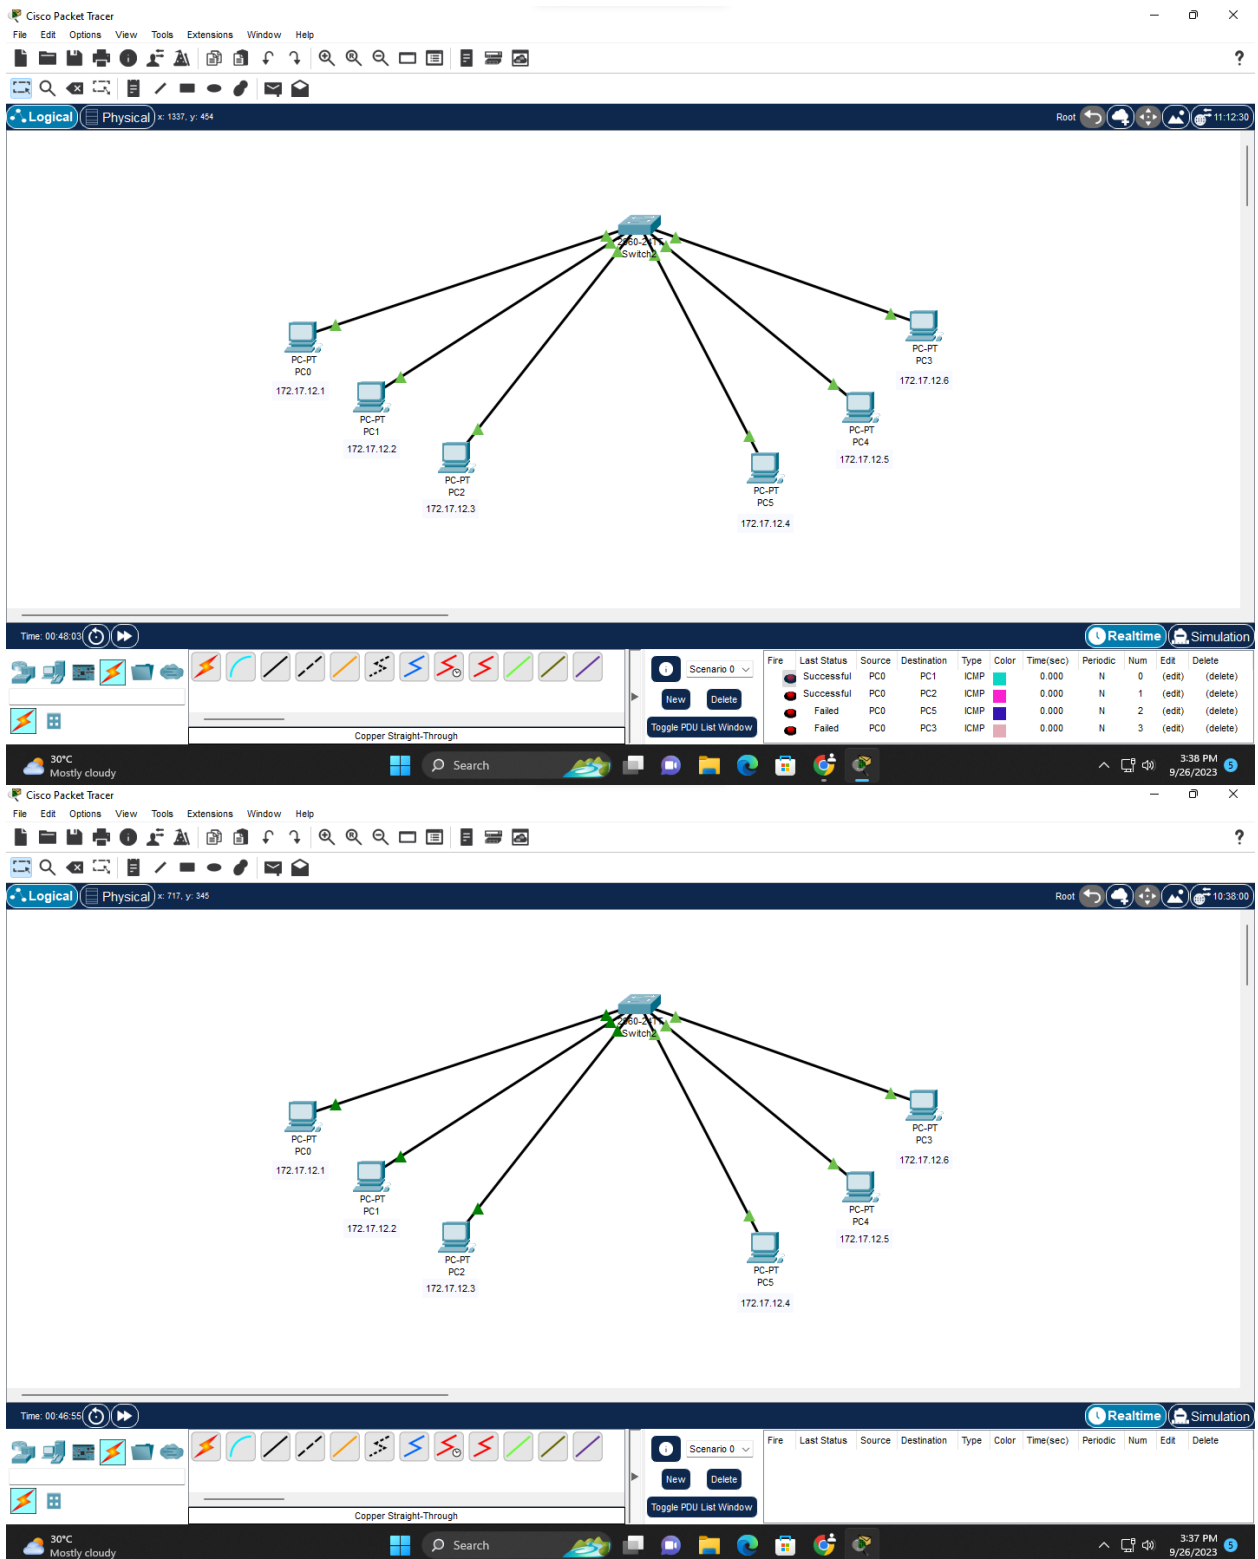 Cisco Packet Tracer
File Edit Options View Tools Extensions Window Help
?
Logical Physical x: 1337, y: 454 Root 11:12:30
2960-24TT
Switch2
PC-PT
PC0
172.17.12.1
PC-PT
PC1
172.17.12.2
PC-PT
PC2
172.17.12.3
PC-PT
PC3
172.17.12.6
PC-PT
PC4
172.17.12.5
PC-PT
PC5
172.17.12.4
Time: 00:48:03 Realtime Simulation
Scenario 0
New Delete
Toggle PDU List Window
Copper Straight-Through
Fire Last Status Source Destination Type Color Time(sec) Periodic Num Edit Delete
Successful PC0 PC1 ICMP 0.000 N 0 (edit) (delete)
Successful PC0 PC2 ICMP 0.000 N 1 (edit) (delete)
Failed PC0 PC5 ICMP 0.000 N 2 (edit) (delete)
Failed PC0 PC3 ICMP 0.000 N 3 (edit) (delete)
30°C
Mostly cloudy
Search
3:38 PM
9/26/2023
5
Cisco Packet Tracer
File Edit Options View Tools Extensions Window Help
?
Logical Physical x: 717, y: 345 Root 10:38:00
2960-24TT
Switch2
PC-PT
PC0
172.17.12.1
PC-PT
PC1
172.17.12.2
PC-PT
PC2
172.17.12.3
PC-PT
PC3
172.17.12.6
PC-PT
PC4
172.17.12.5
PC-PT
PC5
172.17.12.4
Time: 00:46:55 Realtime Simulation
Scenario 0
New Delete
Toggle PDU List Window
Copper Straight-Through
Fire Last Status Source Destination Type Color Time(sec) Periodic Num Edit Delete
30°C
Mostly cloudy
Search
3:37 PM
9/26/2023
5